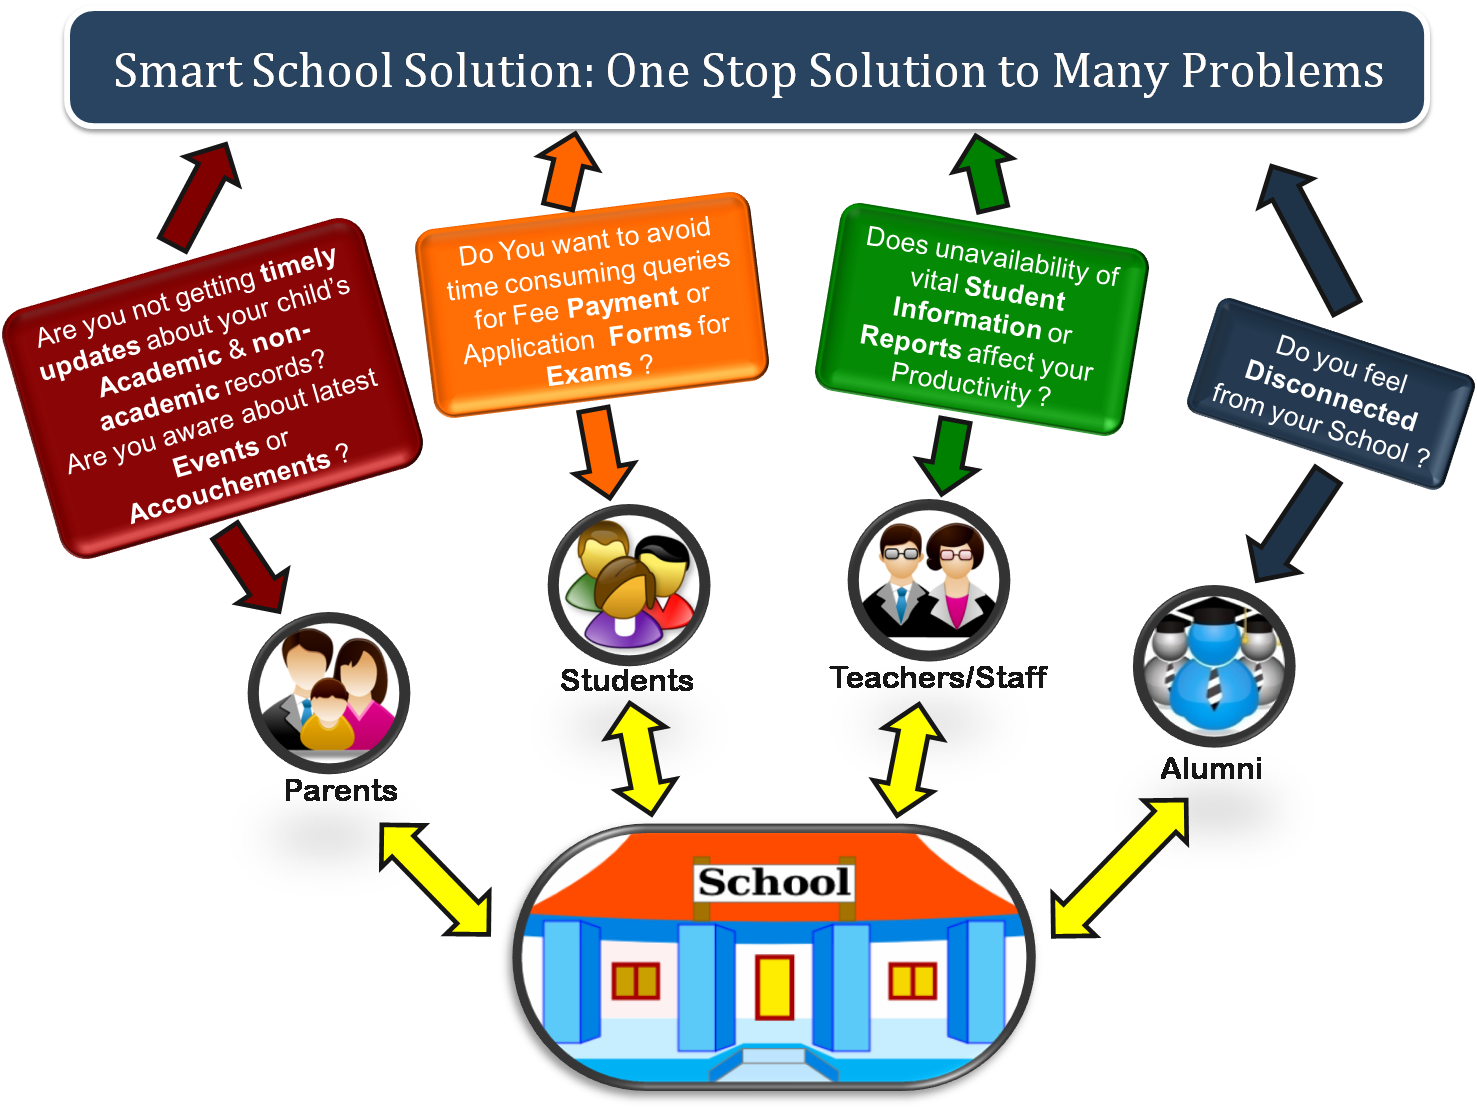 Smart School Solution: One Stop Solution to Many Problems
Are you not getting timely
updates about your child's
Academic & non-
academic records?
Are you aware about latest
Events or
Accouchements ?
Do You want to avoid
time consuming queries
for Fee Payment or
Application Forms for
Exams ?
Does unavailability of
vital Student
Information or
Reports affect your
Productivity ?
Do you feel
Disconnected
from your School ?
Parents
Students
Teachers/Staff
Alumni
School